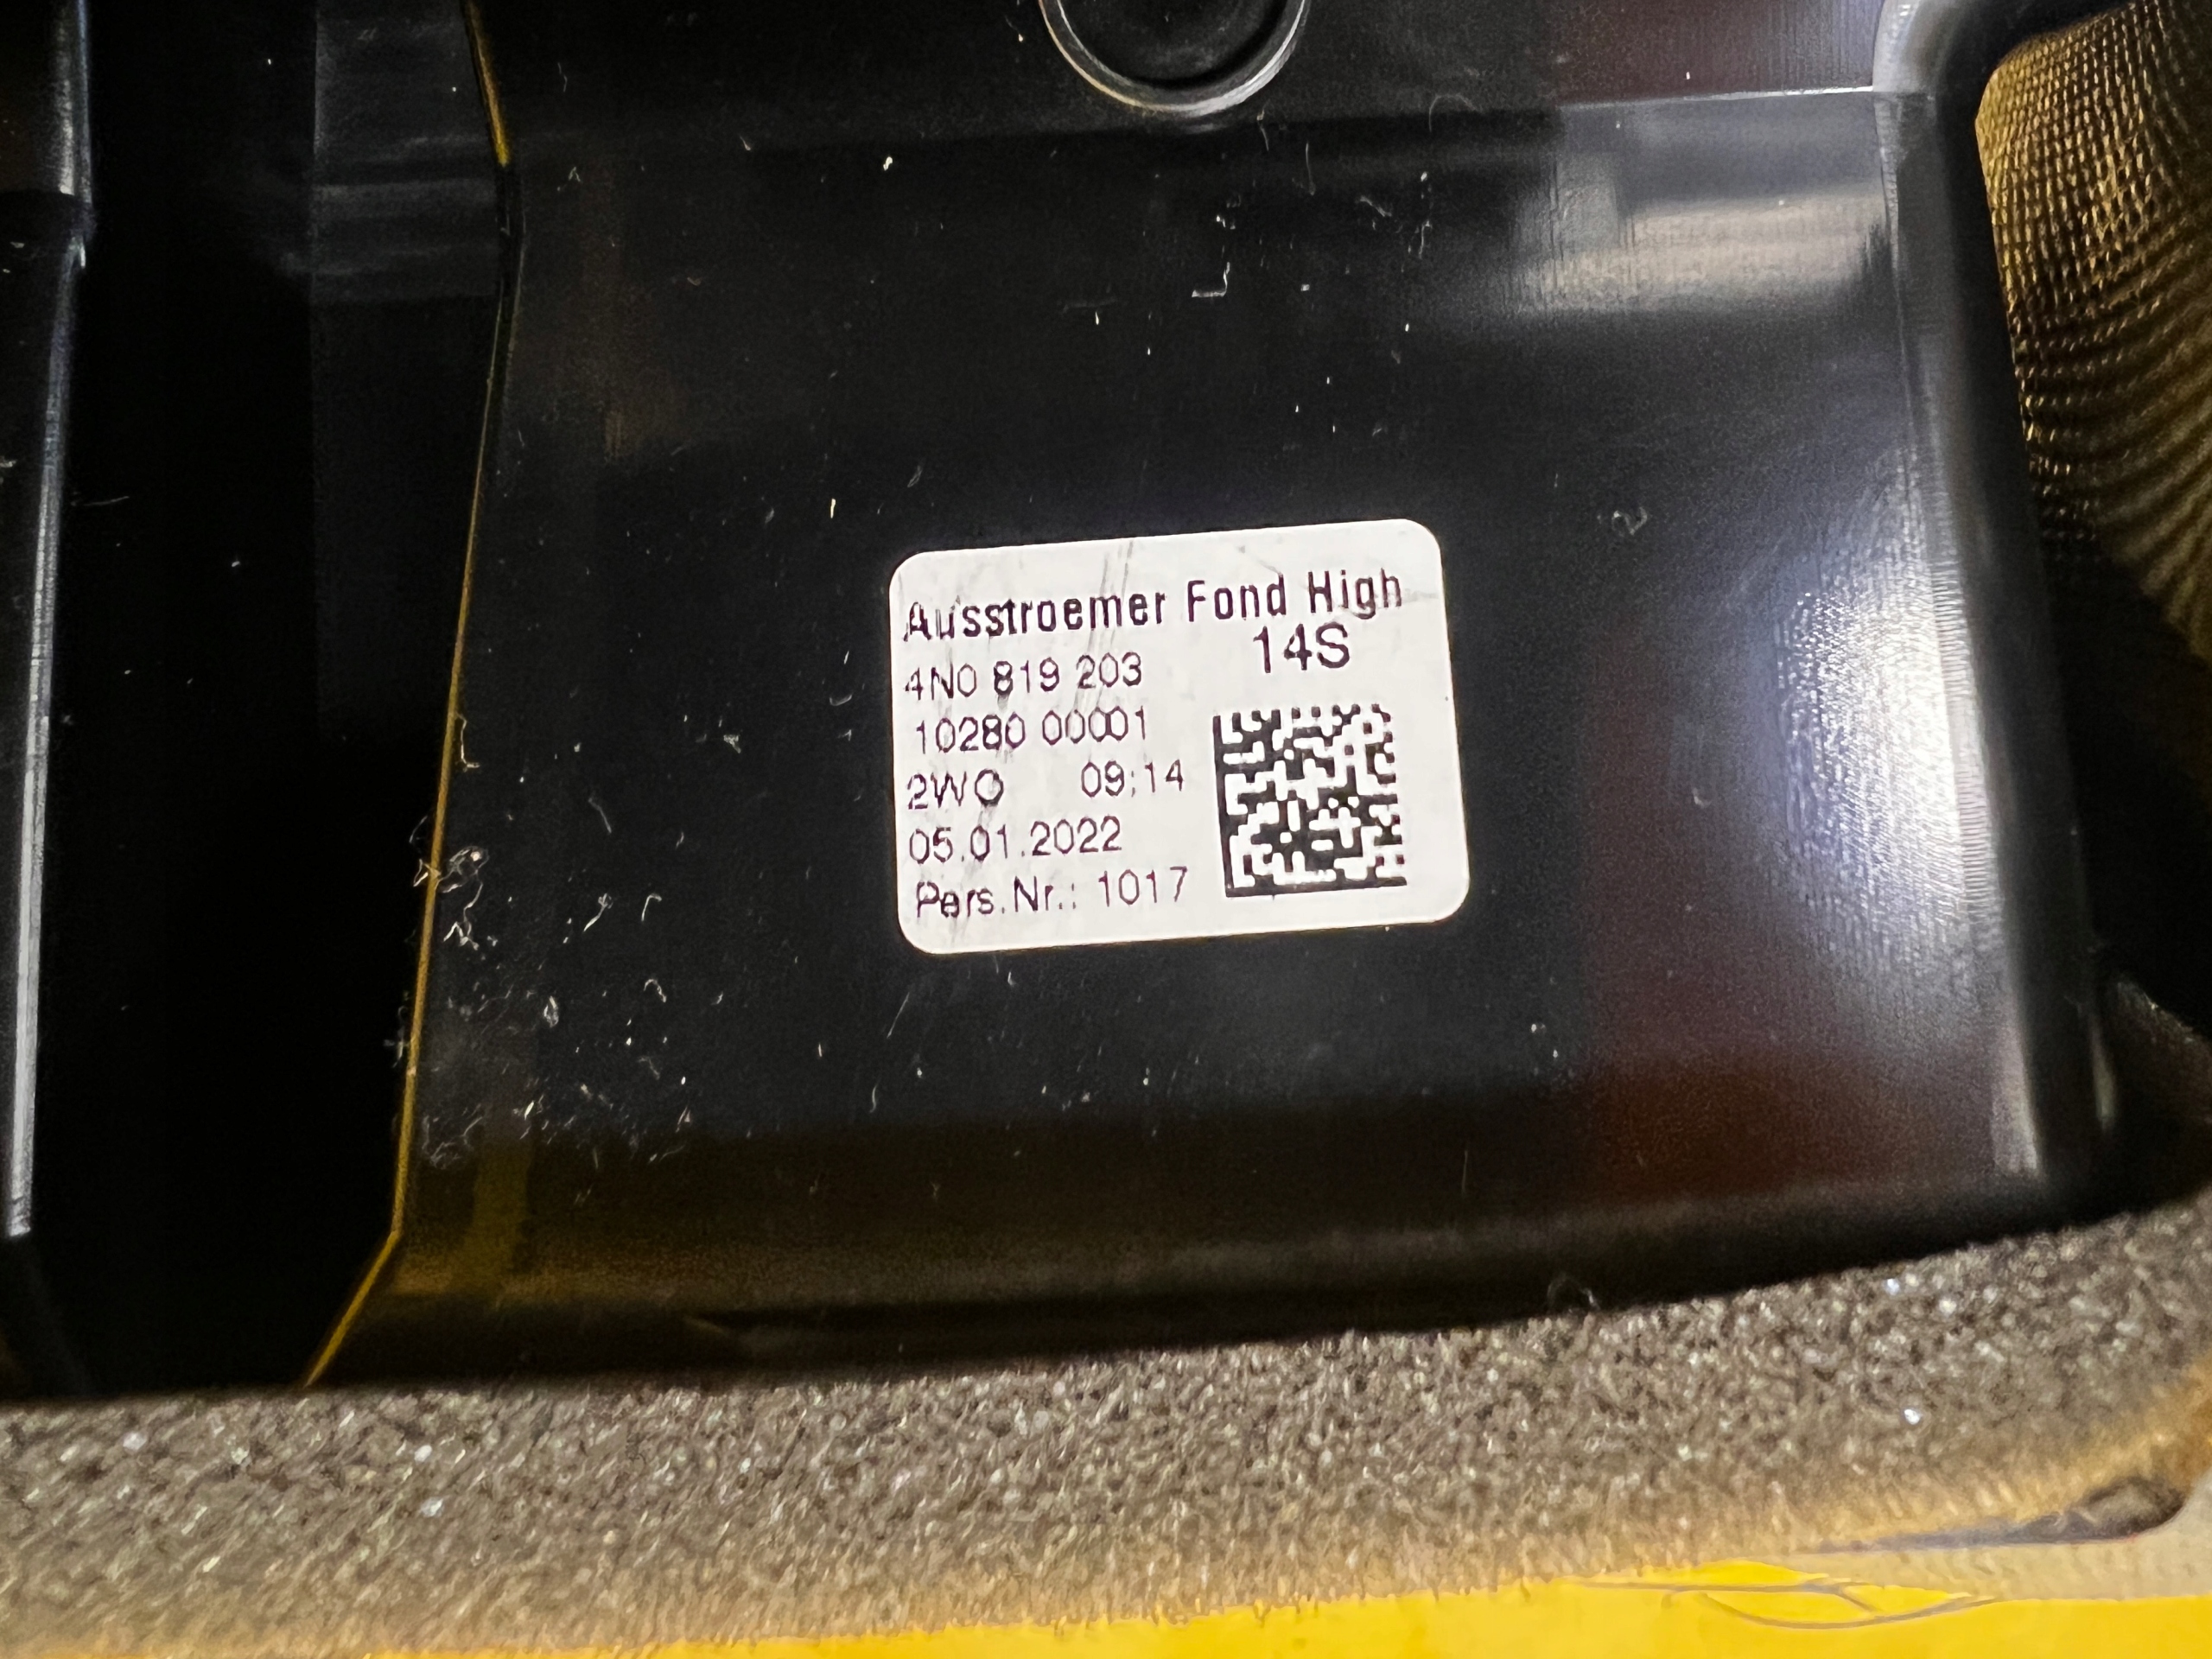 Ausstroemer Fond High
14S
4N0 819 203
10280 00001
2WO 09:14
05.01.2022
Pers.Nr.: 1017